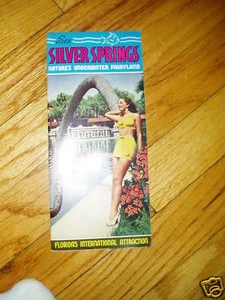 See
SILVER SPRINGS
NATURE'S UNDERWATER FAIRYLAND
FLORIDA'S INTERNATIONAL ATTRACTION